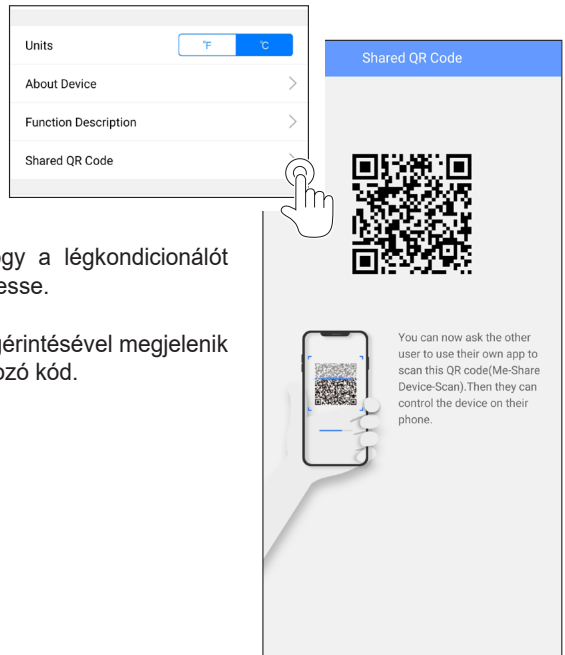 Units
°F
°C
About Device
Function Description
Shared QR Code
Shared QR Code
gy a légkondicionálót
esse.
gérintésével megjelenik
ozó kód.
You can now ask the other
user to use their own app to
scan this QR code(Me-Share
Device-Scan).Then they can
control the device on their
phone.